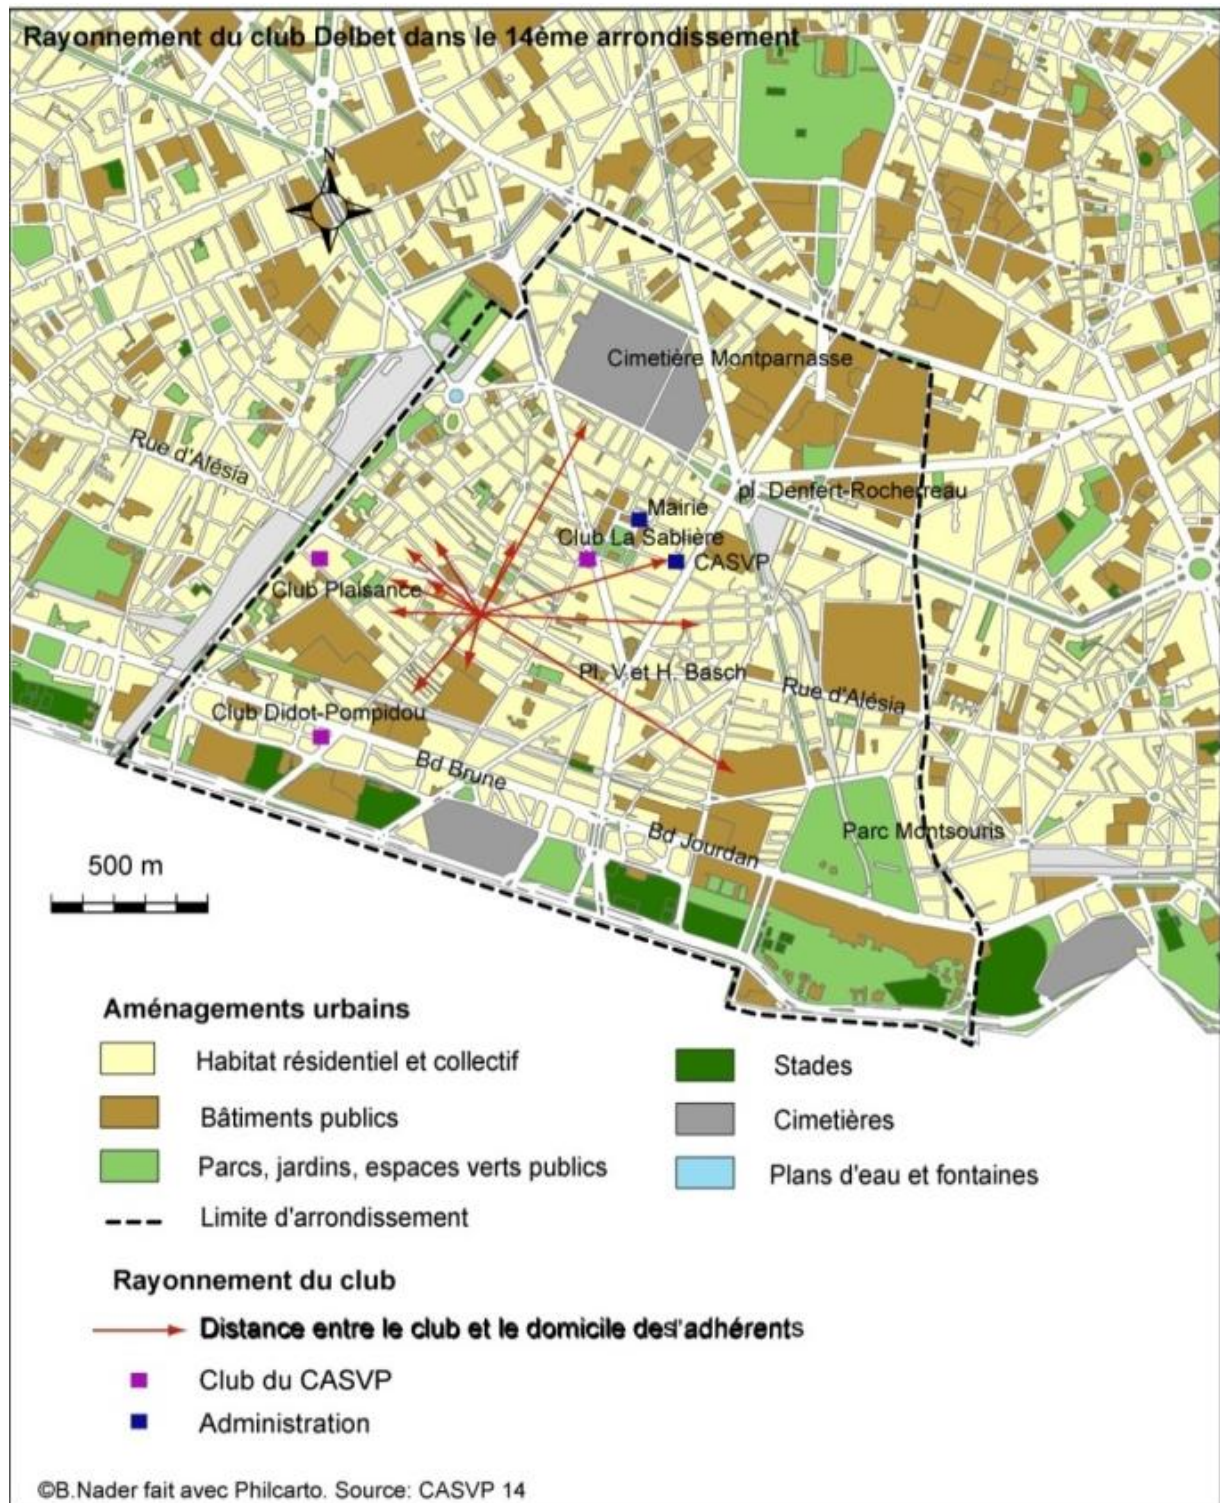 Rayonnement du club Delbet dans le 14ème arrondissement
N
Cimetière Montparnasse
Rue d'Alésia
pl. Denfert-Rochereau
Mairie
Club La Sablière
CASVP
Club Plaisance
Pl. V et H. Basch
Rue d'Alésia
Club Didot-Pompidou
Bd Brune
Bd Jourdan
Parc Montsouris
500 m
Aménagements urbains
Habitat résidentiel et collectif
Bâtiments publics
Parcs, jardins, espaces verts publics
Limite d'arrondissement
Stades
Cimetières
Plans d'eau et fontaines
Rayonnement du club
Distance entre le club et le domicile des adhérents
Club du CASVP
Administration
©B.Nader fait avec Philcarto. Source: CASVP 14